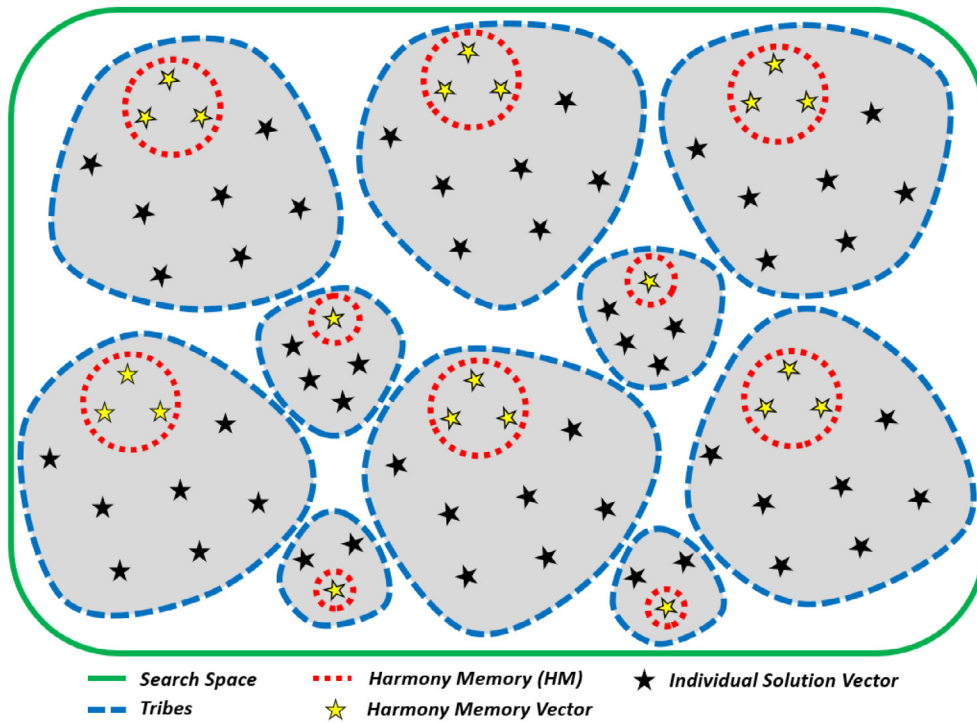 Search Space Harmony Memory (HM) Individual Solution Vector
Tribes Harmony Memory Vector